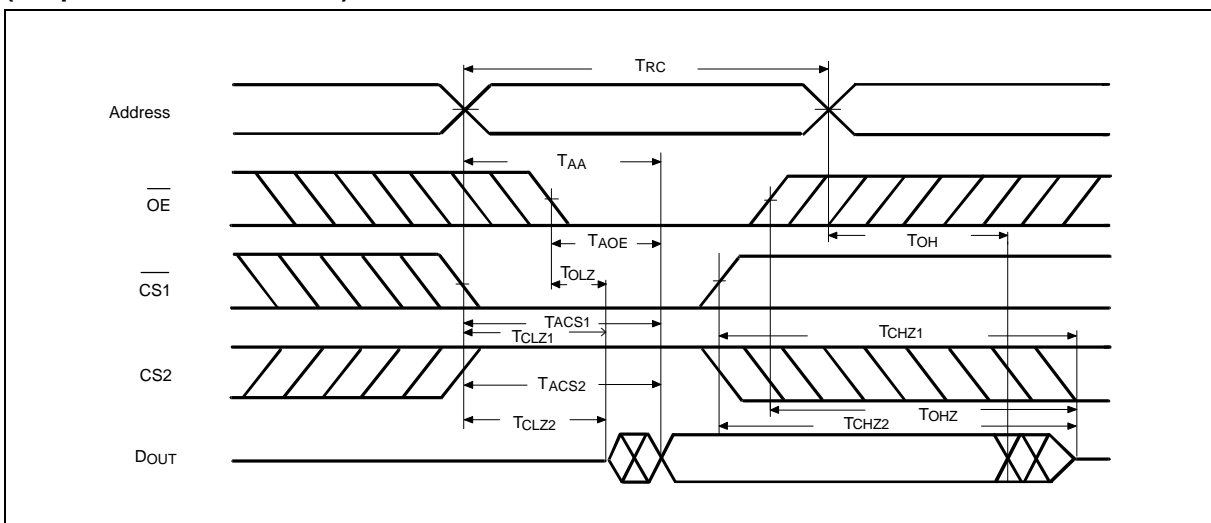 TRC
Address
TAA
OE
TAOE
TOH
TOLZ
CS1
TACS1
TCLZ1
TCHZ1
CS2
TACS2
TOHZ
TCLZ2
TCHZ2
DOUT